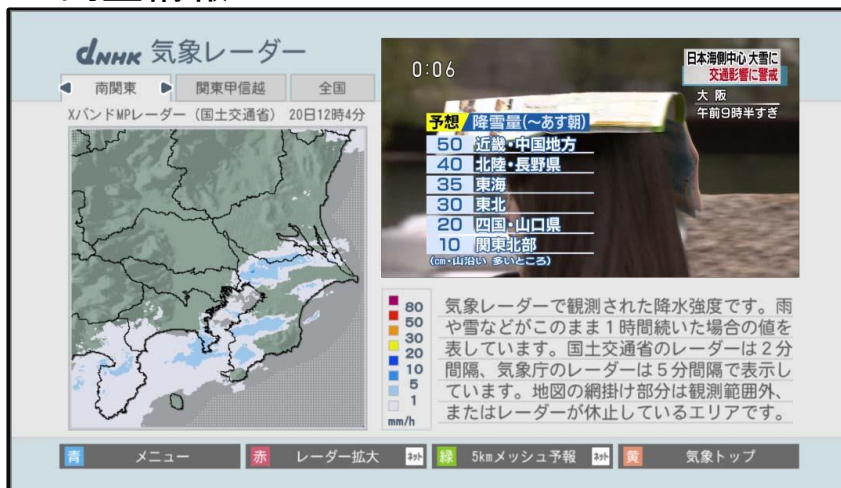 dNHK 気象レーダー
南関東
関東甲信越
全国
XバンドMPレーダー（国土交通省） 20日12時4分
0:06
日本海側中心 大雪に
交通影響に警戒
大阪
午前9時半すぎ
予想 降雪量(～あす朝)
50 近畿・中国地方
40 北陸・長野県
35 東海
30 東北
20 四国・山口県
10 関東北部
(cm・山沿い 多いところ)
80
50
30
20
10
5
1
mm/h
気象レーダーで観測された降水強度です。雨
や雪などがこのまま1時間続いた場合の値を
表しています。国土交通省のレーダーは2分
間隔、気象庁のレーダーは5分間隔で表示し
ています。地図の網掛け部分は観測範囲外、
またはレーダーが休止しているエリアです。
青 メニュー
赤 レーダー拡大 ネット
緑 5kmメッシュ予報 ネット
黄 気象トップ